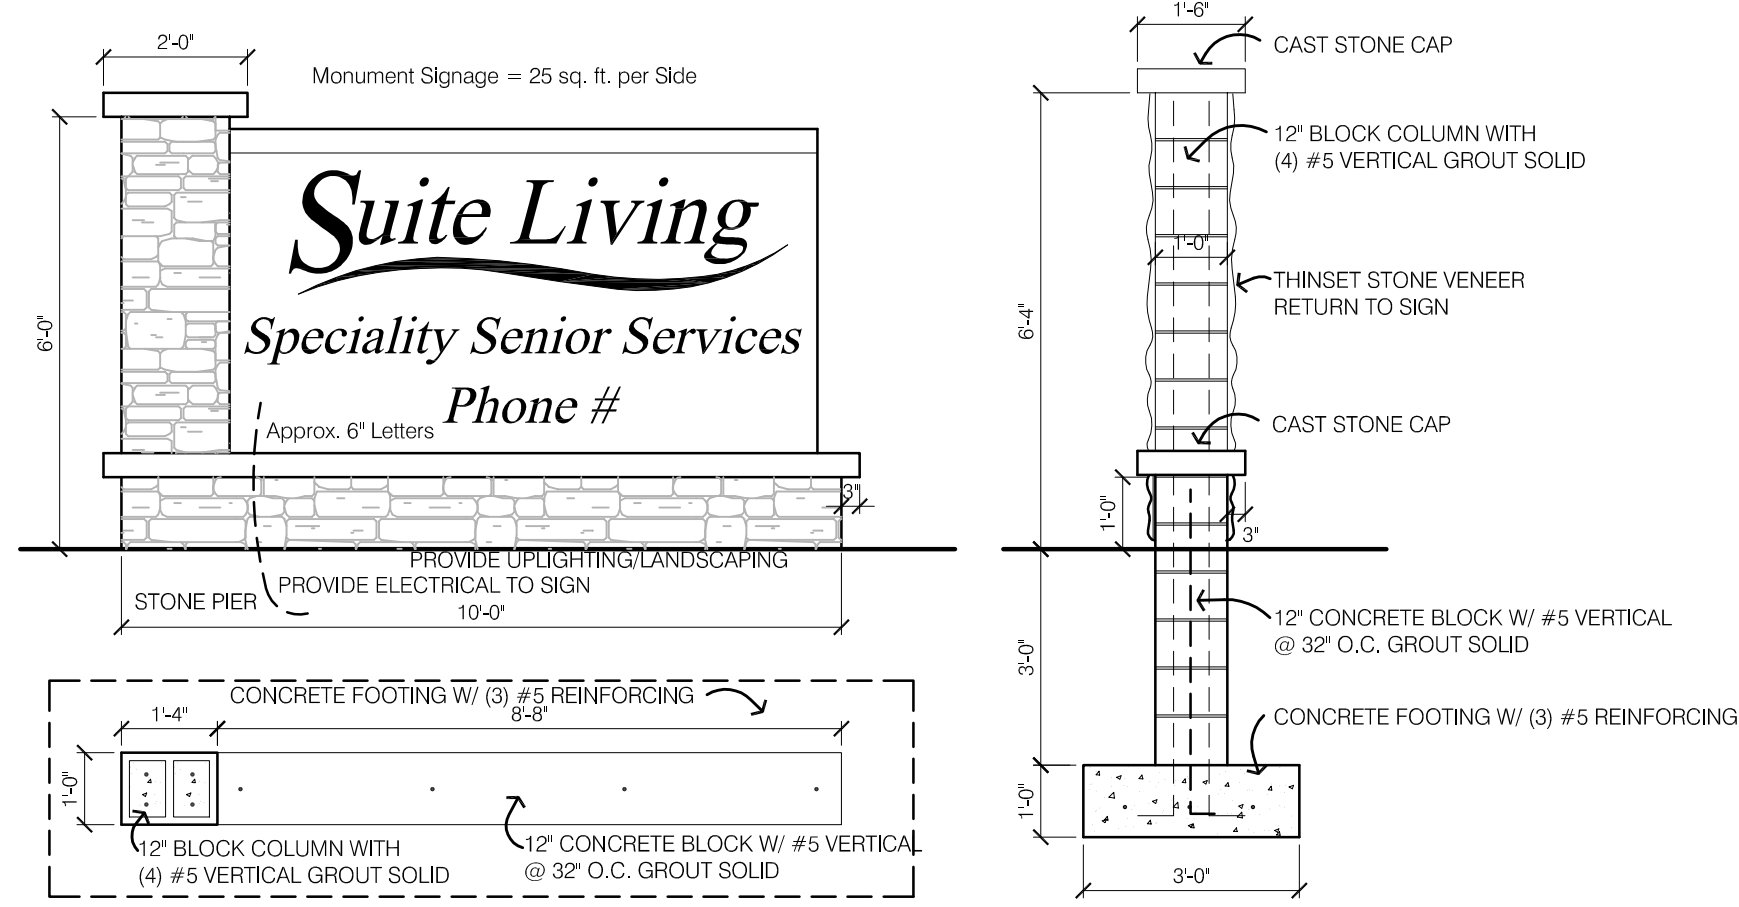 2'-0"
Monument Signage = 25 sq. ft. per Side
6'-0"
Suite Living
Speciality Senior Services
Phone #
Approx. 6" Letters
3"
PROVIDE UPLIGHTING/LANDSCAPING
PROVIDE ELECTRICAL TO SIGN
STONE PIER
10'-0"
CONCRETE FOOTING W/ (3) #5 REINFORCING
1'-4"
8'-8"
1'-0"
12" BLOCK COLUMN WITH
(4) #5 VERTICAL GROUT SOLID
12" CONCRETE BLOCK W/ #5 VERTICAL
@ 32" O.C. GROUT SOLID
1'-6"
CAST STONE CAP
12" BLOCK COLUMN WITH
(4) #5 VERTICAL GROUT SOLID
1'-0"
THINSET STONE VENEER
RETURN TO SIGN
6'-4"
CAST STONE CAP
1'-0"
3"
12" CONCRETE BLOCK W/ #5 VERTICAL
@ 32" O.C. GROUT SOLID
3'-0"
CONCRETE FOOTING W/ (3) #5 REINFORCING
1'-0"
3'-0"